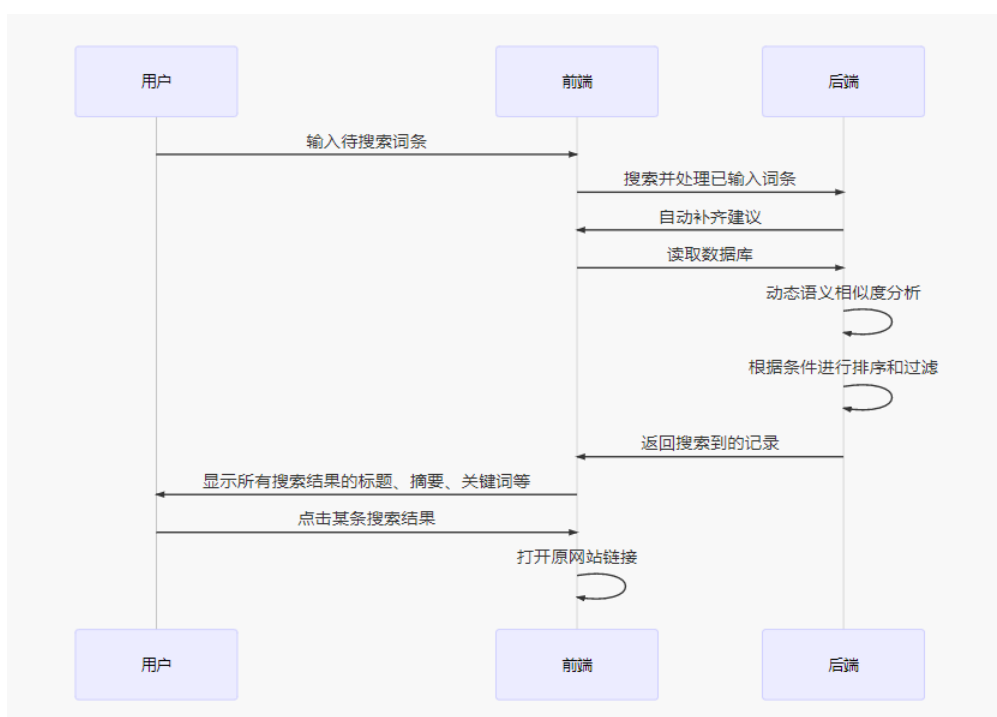 用户
前端
后端
输入待搜索词条
搜索并处理已输入词条
自动补齐建议
读取数据库
动态语义相似度分析
根据条件进行排序和过滤
返回搜索到的记录
显示所有搜索结果的标题、摘要、关键词等
点击某条搜索结果
打开原网站链接
用户
前端
后端